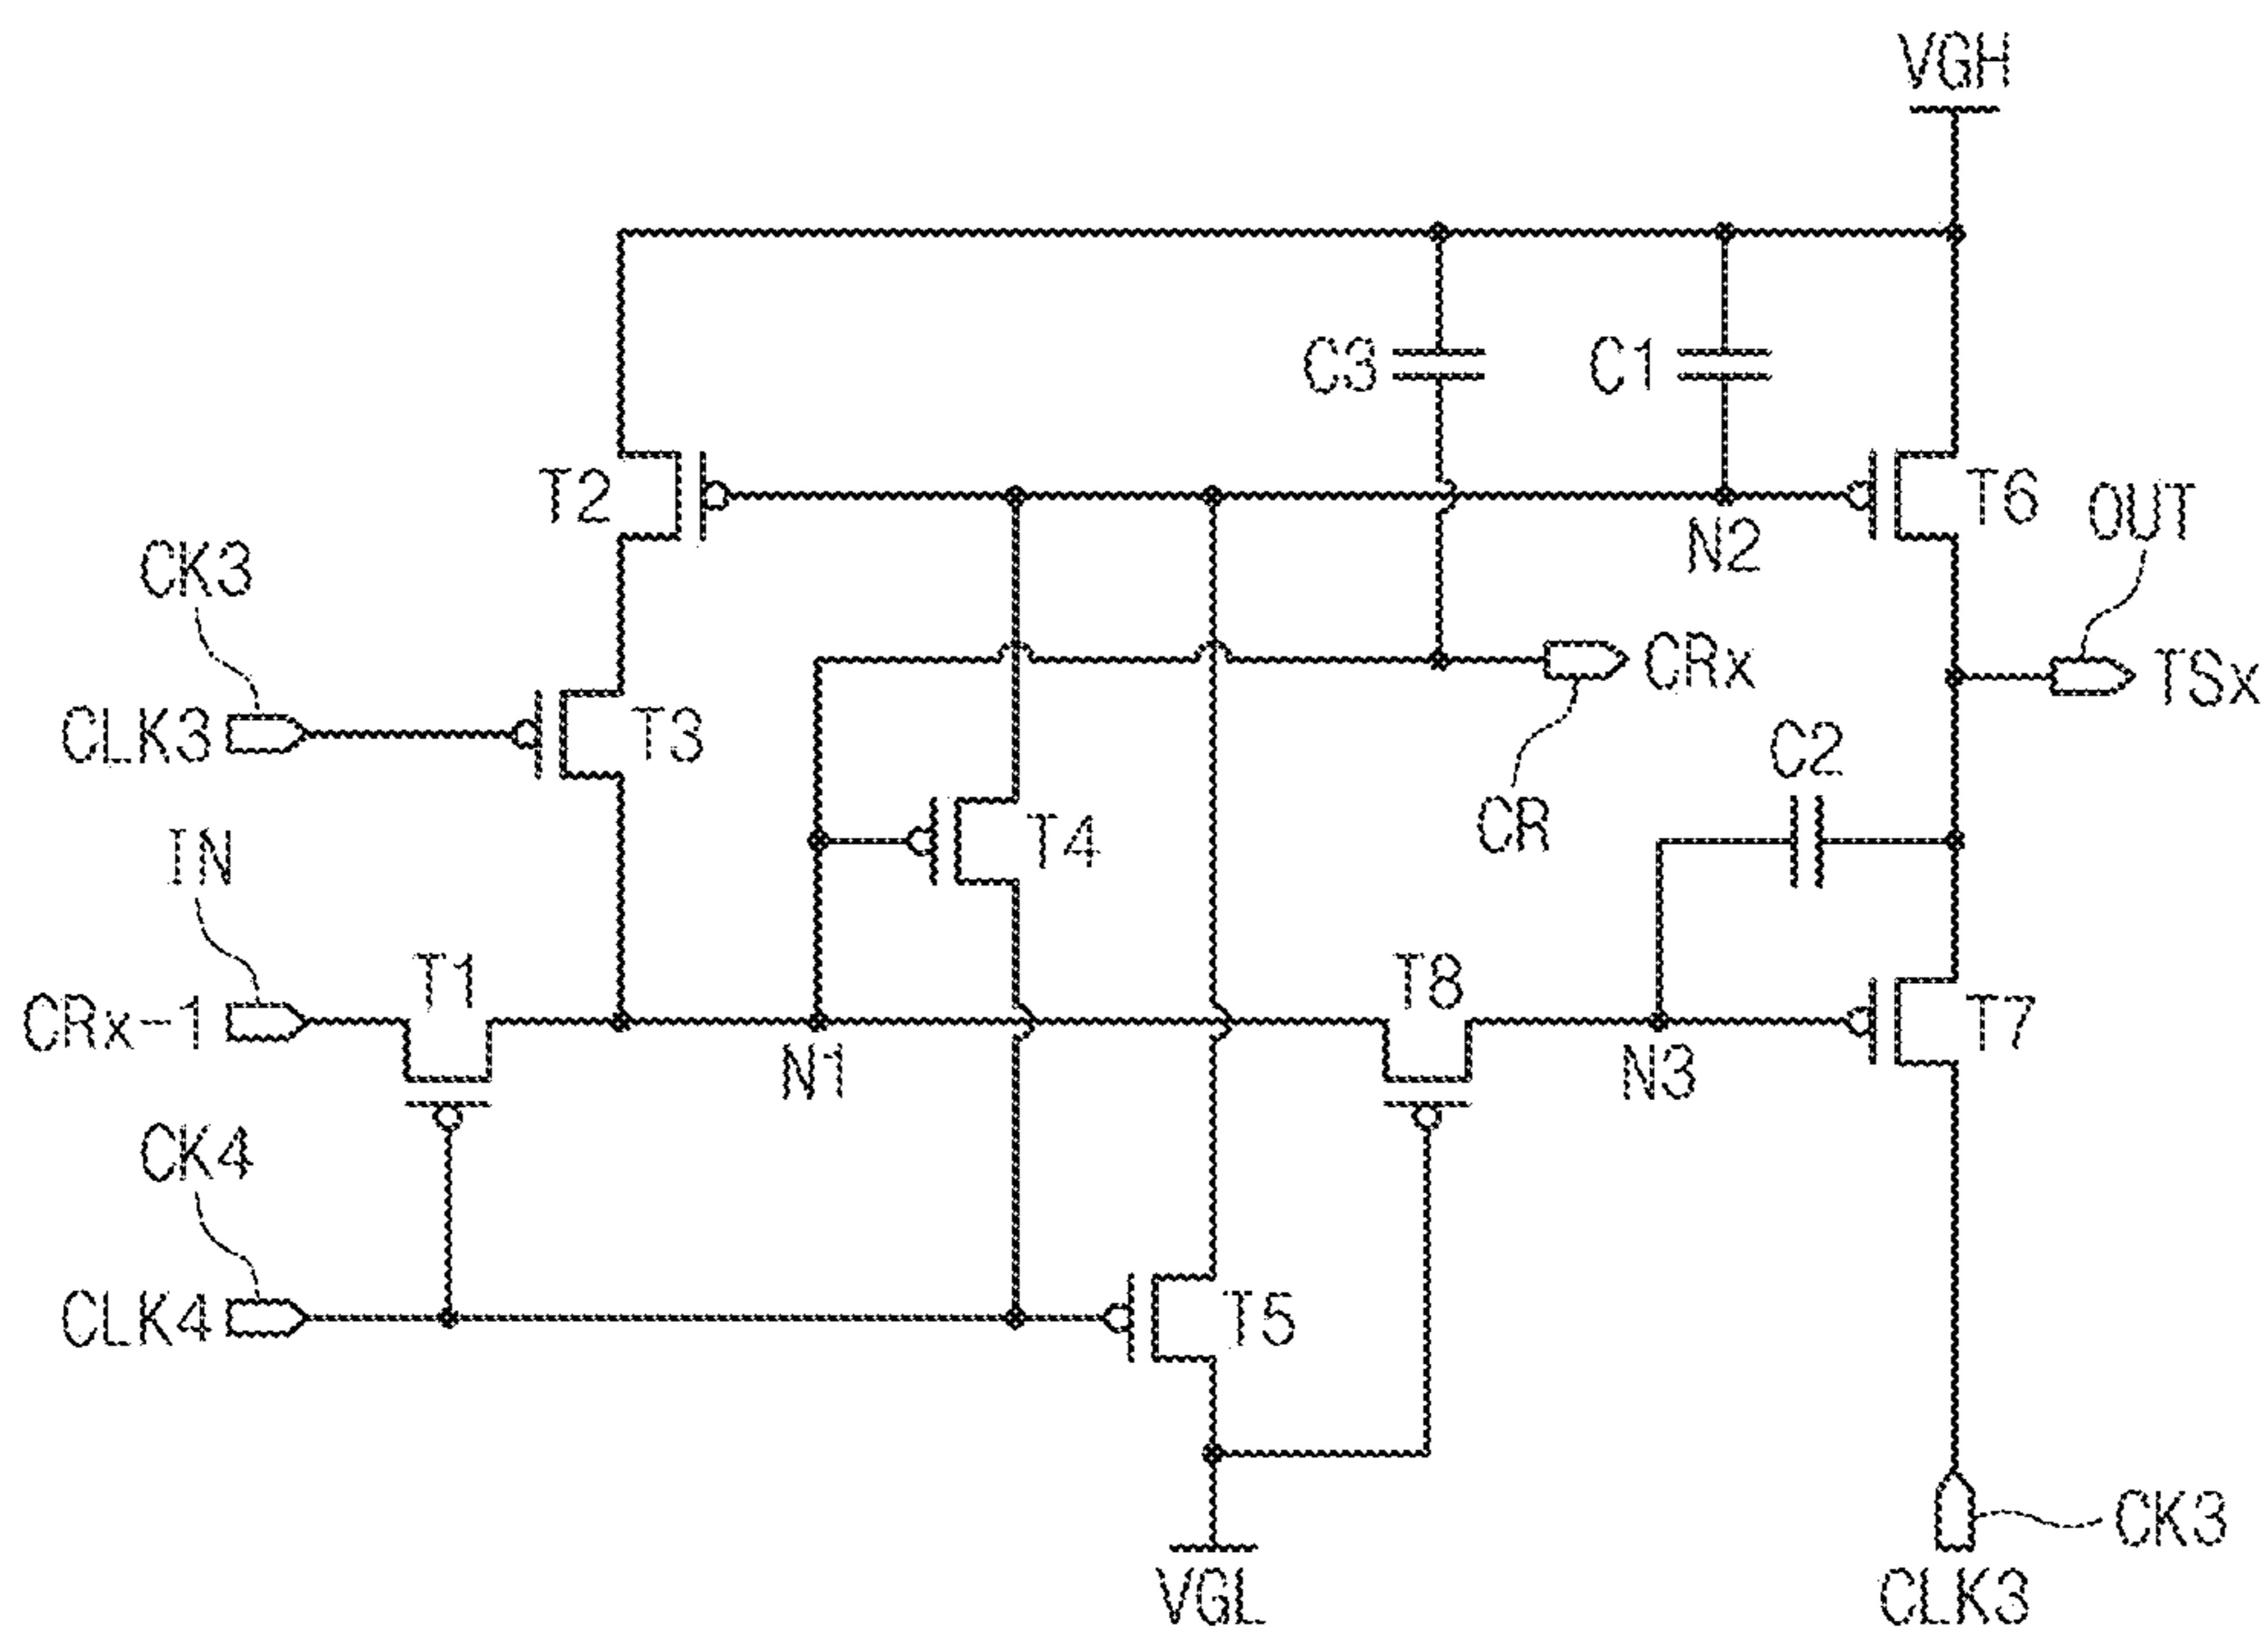 VGH
C3
C1
T2
T6
OUT
N2
CK3
CRx
TSx
CLK3
T3
C2
CR
T4
IN
T1
T8
CRx-1
T7
N1
N3
CK4
CLK4
T5
CK3
VGL
CLK3